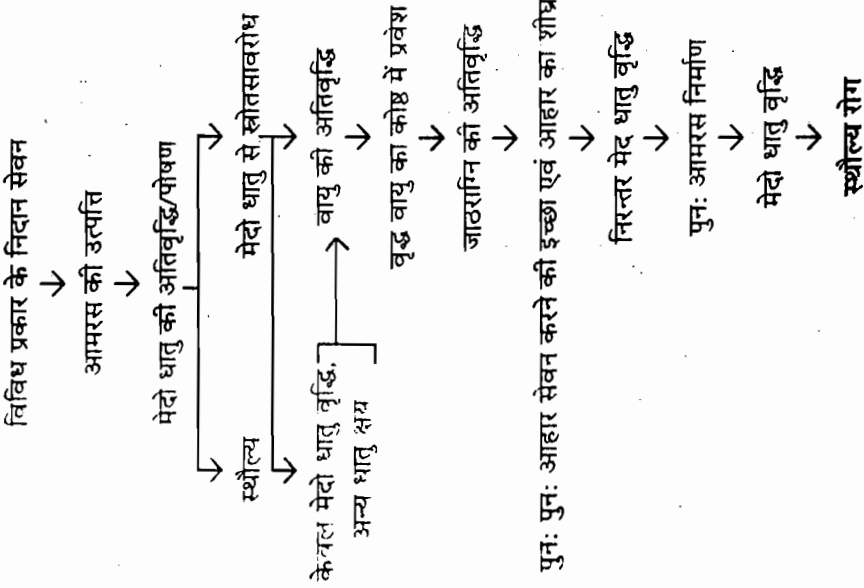 विविध प्रकार के निदान सेवन
आमरस की उत्पत्ति
मेदो धातु की अतिवृद्धि/पोषण
स्थौल्य
मेदो धातु से स्त्रोतसावरोध
केवल मेदो धातु वृद्धि,
अन्य धातु क्षय
वायु की अतिवृद्धि
वृद्ध वायु का कोष्ठ में प्रवेश
जाठराग्नि की अतिवृद्धि
पुनः पुनः आहार सेवन करने की इच्छा एवं आहार का
निरन्तर मेद धातु वृद्धि
पुनः आमरस निर्माण
मेदो धातु वृद्धि
स्थौल्य रोग